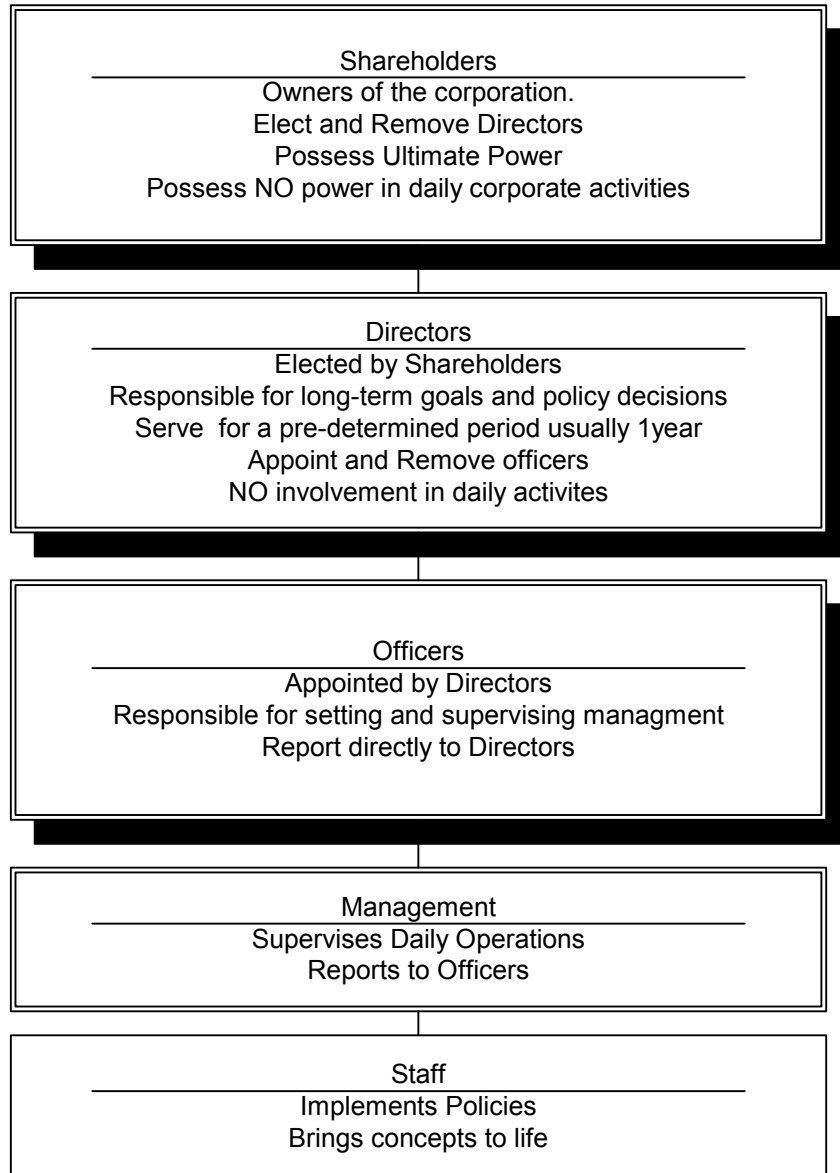 Shareholders
Owners of the corporation.
Elect and Remove Directors
Possess Ultimate Power
Possess NO power in daily corporate activities
Directors
Elected by Shareholders
Responsible for long-term goals and policy decisions
Serve  for a pre-determined period usually 1year
Appoint and Remove officers
NO involvement in daily activites
Officers
Appointed by Directors
Responsible for setting and supervising managment
Report directly to Directors
Management
Supervises Daily Operations
Reports to Officers
Staff
Implements Policies
Brings concepts to life